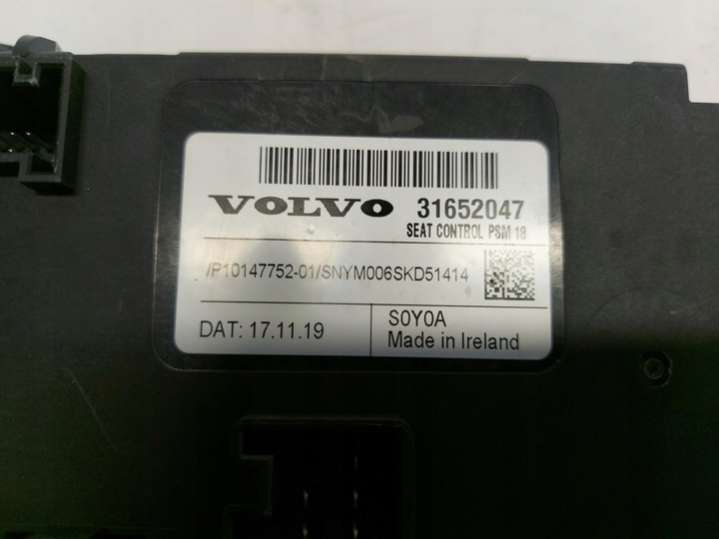 VOLVO 31652047
SEAT CONTROL PSM 18
/P10147752-01/SNYM006SKD51414
DAT: 17.11.19
S0Y0A
Made in Ireland